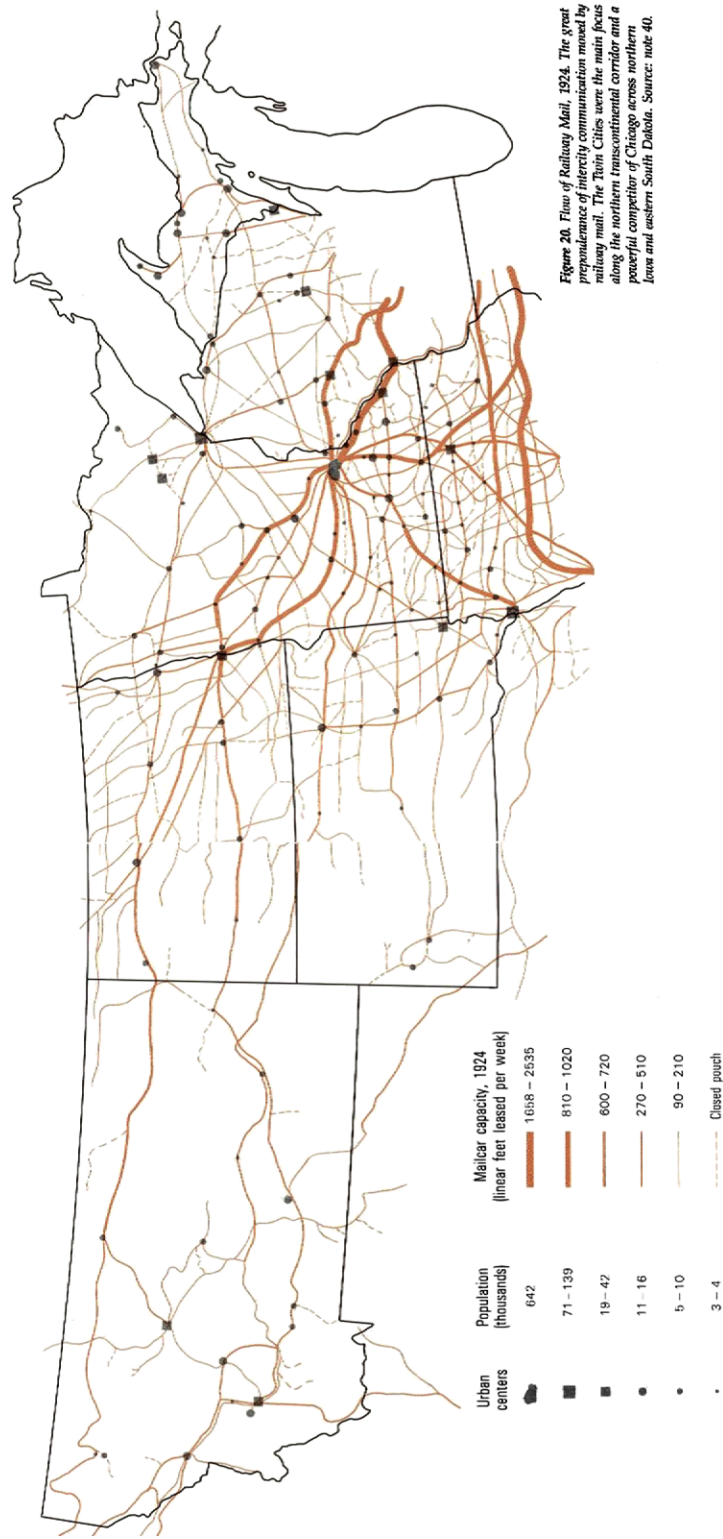 Figure 20. Flow of Railway Mail, 1924. The great
preponderance of intercity communication moved by
railway mail. The Twin Cities were the main focus
along the northern transcontinental corridor and a
powerful competitor of Chicago across northern
Iowa and eastern South Dakota. Source: note 40.
Urban
centers
Population
(thousands)
Mailcar capacity, 1924
(linear feet leased per week)
642
1658 – 2535
71 – 139
810 – 1020
19 – 42
600 – 720
11 – 16
270 – 510
5 – 10
90 – 210
3 – 4
Closed pouch